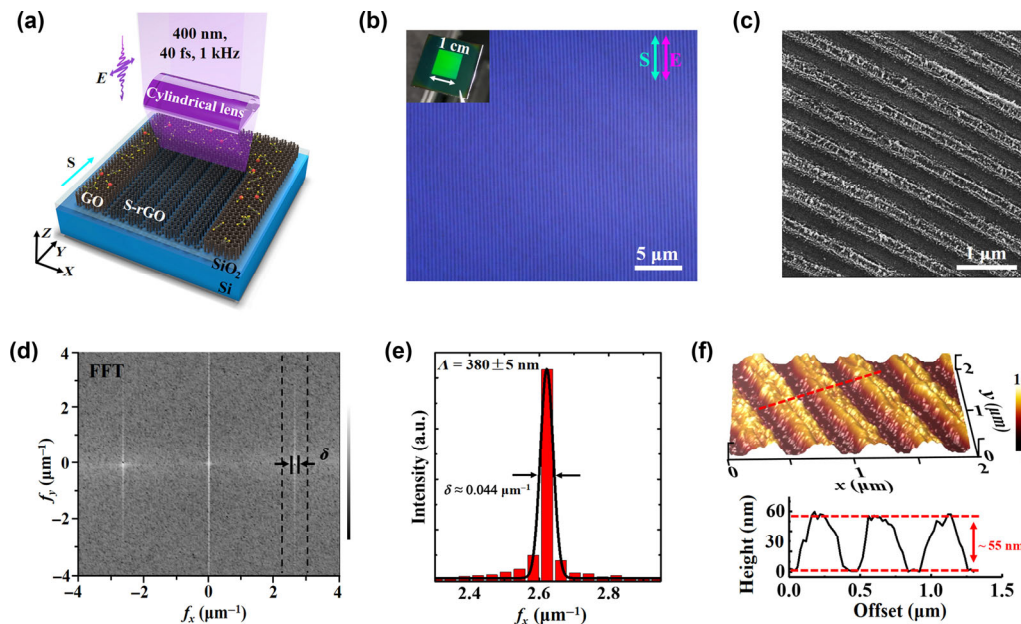 (a)
400 nm,
40 fs, 1 kHz
E
Cylindrical lens
S
GO
S-rGO
SiO2
Si
Z
Y
X
(b)
1 cm
S E
5 μm
(c)
1 μm
(d)
FFT
4
2
0
−2
−4
fy (μm−1)
δ
−4 −2 0 2 4
fx (μm−1)
(e)
Λ = 380±5 nm
δ≈0.044 μm−1
Intensity (a.u.)
2.4 2.6 2.8
fx (μm−1)
(f)
2
1
0
y (μm)
0 1 2
x (μm)
1
60
30
0
Height (nm)
~ 55 nm
0.0 0.5 1.0 1.5
Offset (μm)